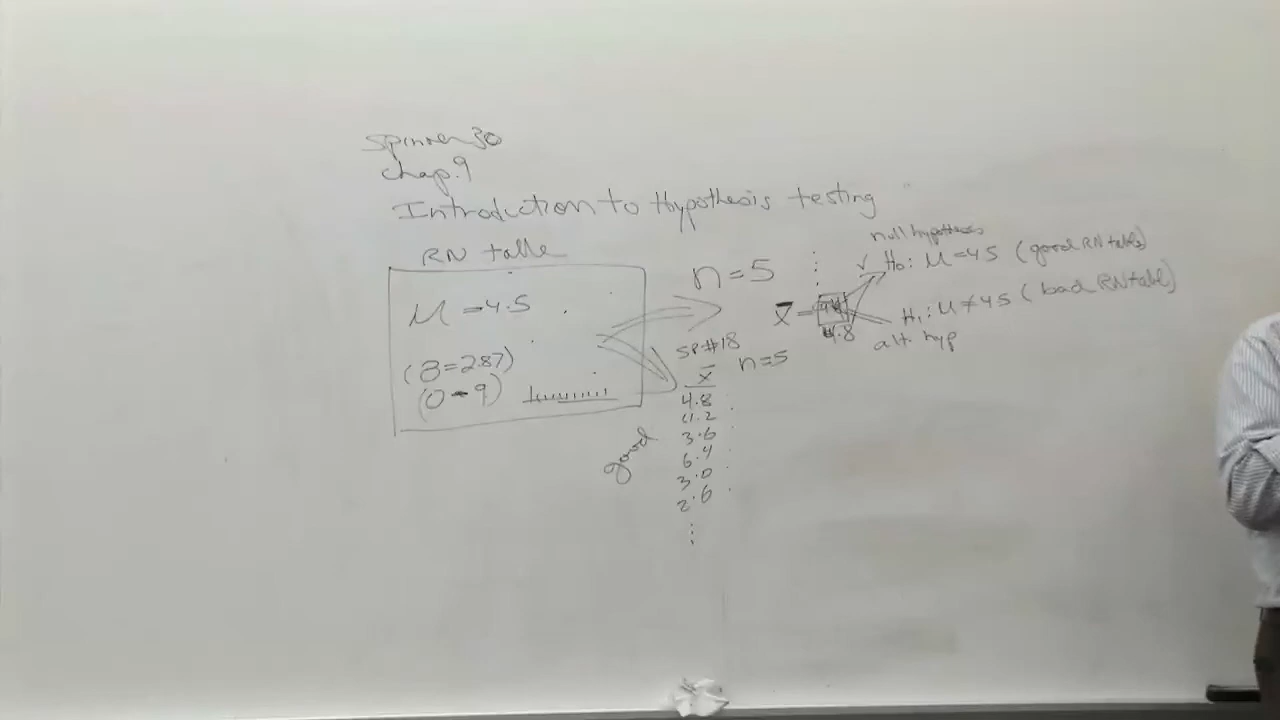 Spinner 30
chap. 9
Introduction to Hypothesis testing
RN table
M = 4.5
(8 = 2.87)
(0 - 9)
good
n = 5
SP#18
n = 5
x̄
4.8
4.2
3.6
6.4
3.0
2.6
⋮
x̄ =
4.8
null hypothesis
✓ H0: M = 4.5 (good RN table)
H1: M ≠ 4.5 (bad RN table)
alt. hyp